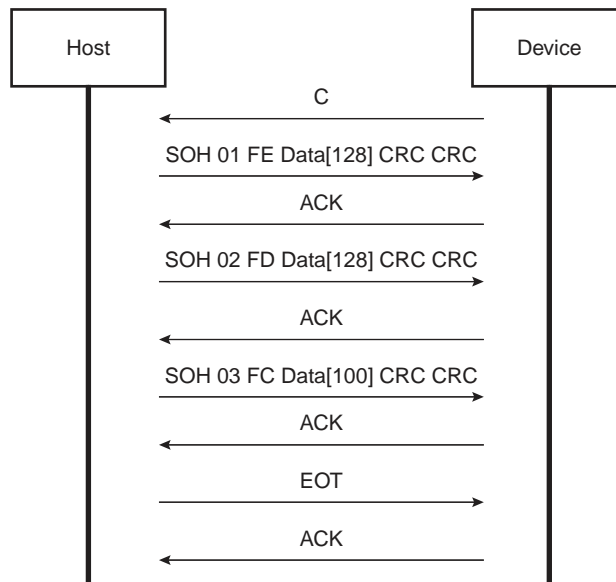 Host
Device
C
SOH 01 FE Data[128] CRC CRC
ACK
SOH 02 FD Data[128] CRC CRC
ACK
SOH 03 FC Data[100] CRC CRC
ACK
EOT
ACK